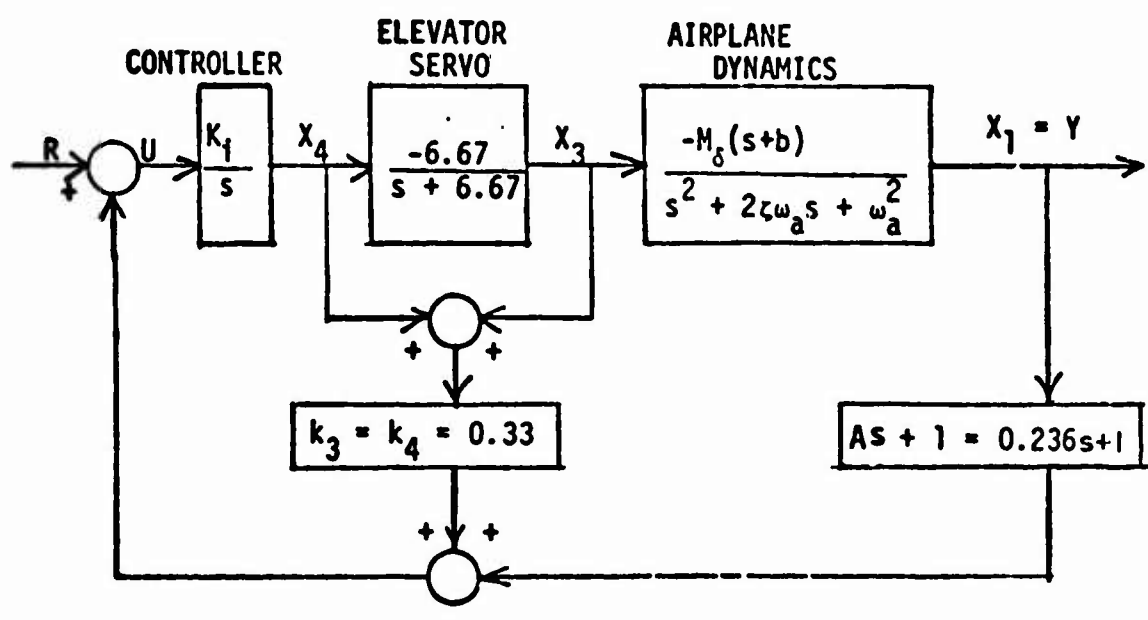 CONTROLLER
ELEVATOR
SERVO
AIRPLANE
DYNAMICS
R
+
U
K_i
s
X_4
-6.67
s + 6.67
X_3
-M_δ(s+b)
s^2 + 2ζω_a s + ω_a^2
X_1 = Y
+ +
k_3 = k_4 = 0.33
As + 1 = 0.236s+1
+ +